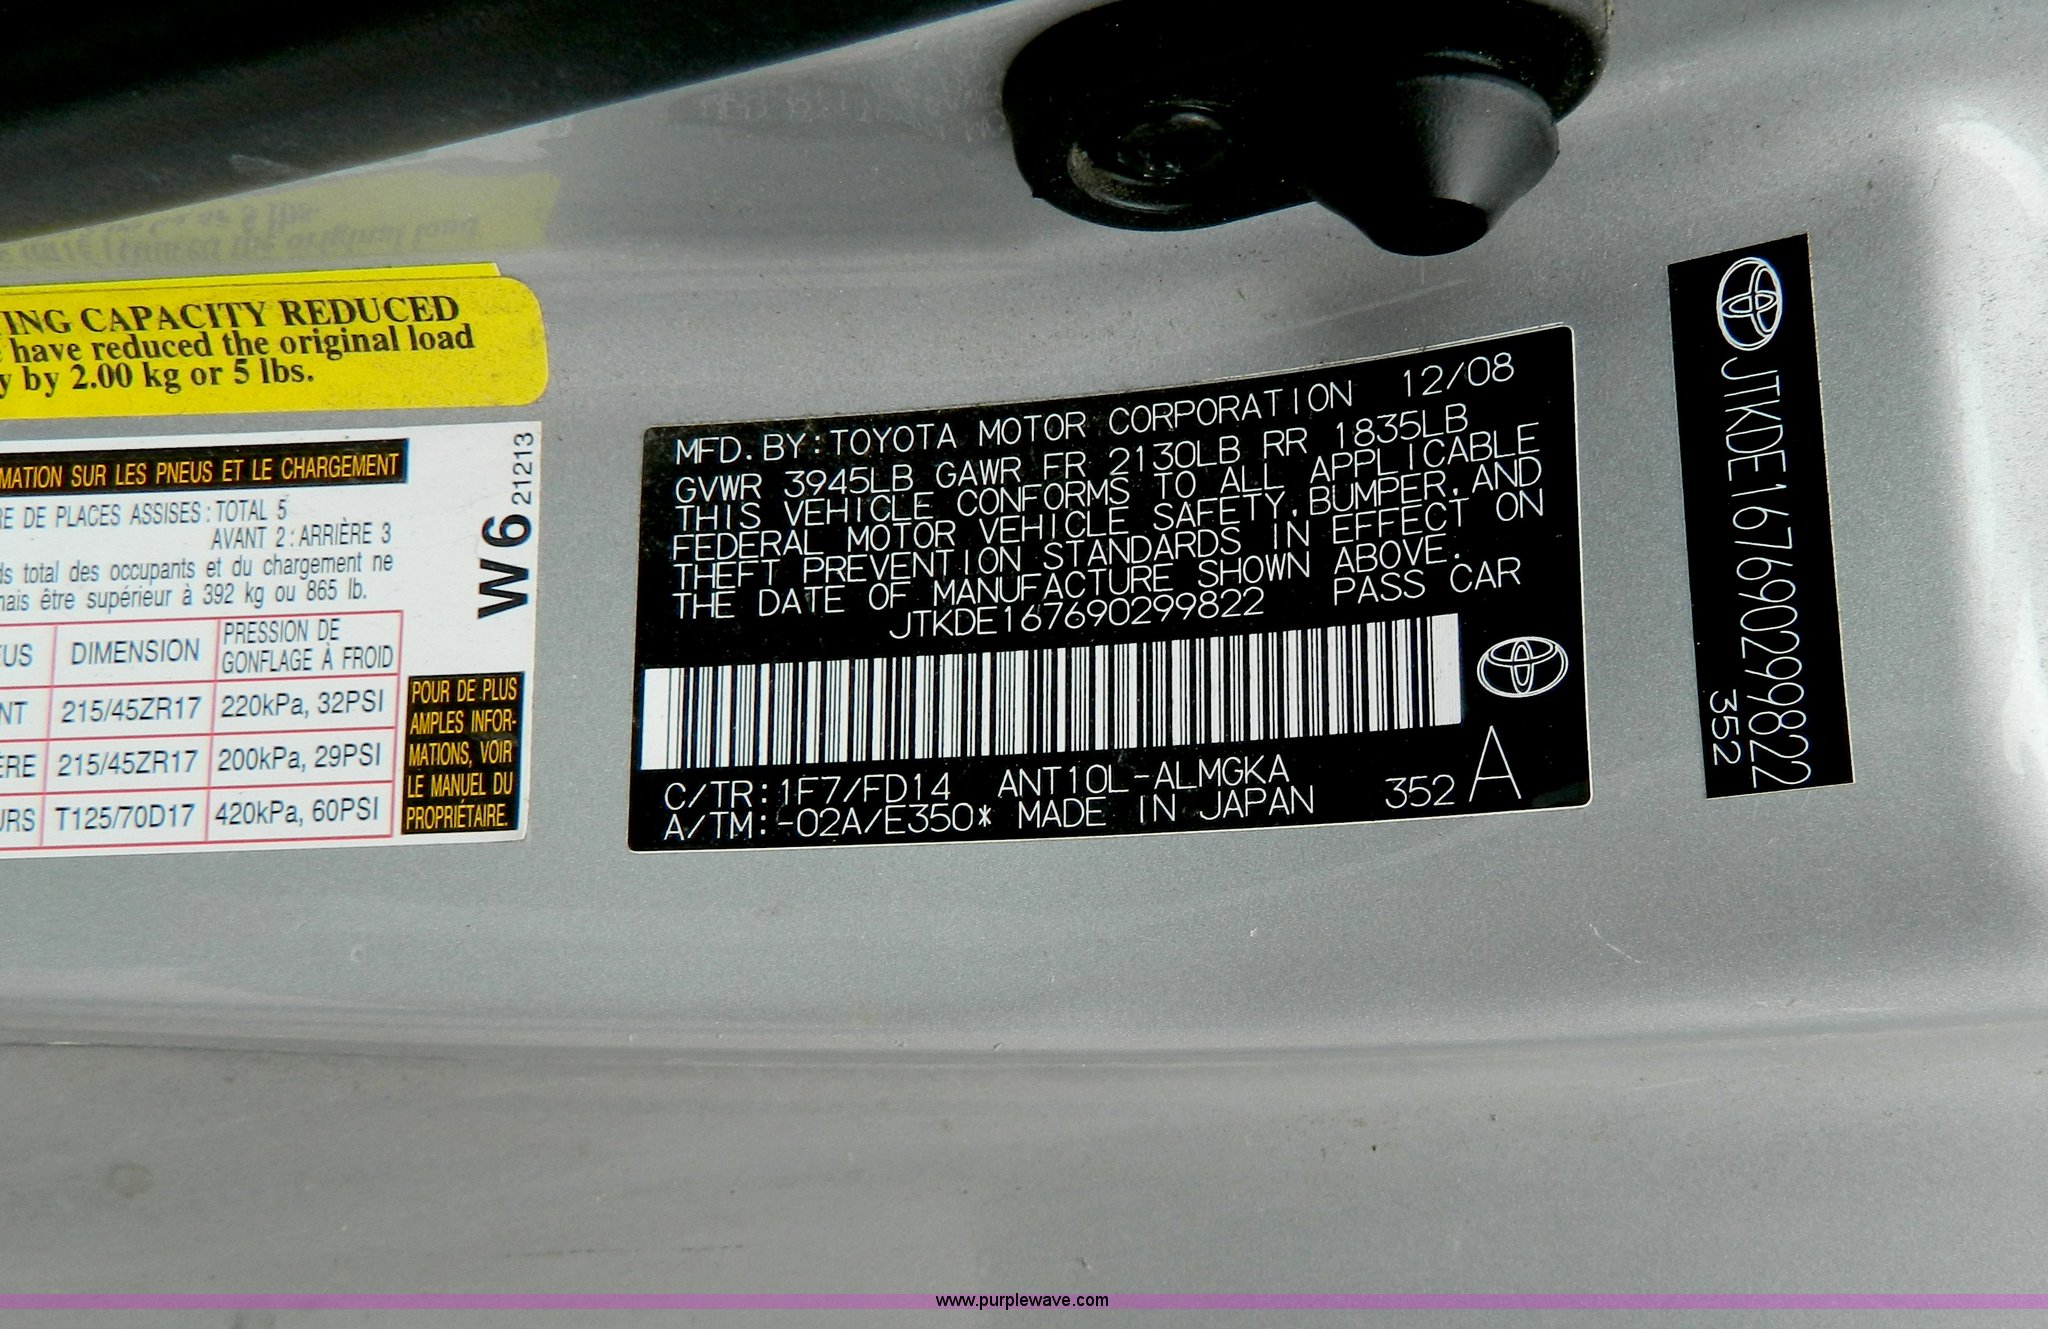 TING CAPACITY REDUCED
have reduced the original load
by 2.00 kg or 5 lbs.
MATION SUR LES PNEUS ET LE CHARGEMENT
RE DE PLACES ASSISES : TOTAL 5
AVANT 2 : ARRIÈRE 3
ds total des occupants et du chargement ne
mais être supérieur à 392 kg ou 865 lb.
US DIMENSION PRESSION DE
GONFLAGE À FROID
NT 215/45ZR17 220kPa, 32PSI
ÈRE 215/45ZR17 200kPa, 29PSI
URS T125/70D17 420kPa, 60PSI
W6 21213
POUR DE PLUS
AMPLES INFOR-
MATIONS, VOIR
LE MANUEL DU
PROPRIÉTAIRE.
MFD. BY: TOYOTA MOTOR CORPORATION 12/08
GVWR 3945LB GAWR FR 2130LB RR 1835LB
THIS VEHICLE CONFORMS TO ALL APPLICABLE
FEDERAL MOTOR VEHICLE SAFETY, BUMPER, AND
THEFT PREVENTION STANDARDS IN EFFECT ON
THE DATE OF MANUFACTURE SHOWN ABOVE.
JTKDE167690299822 PASS CAR
C/TR: 1F7/FD14 ANT10L-ALMGKA
A/TM: -02A/E350* MADE IN JAPAN 352 A
JTKDE167690299822
352
www.purplewave.com